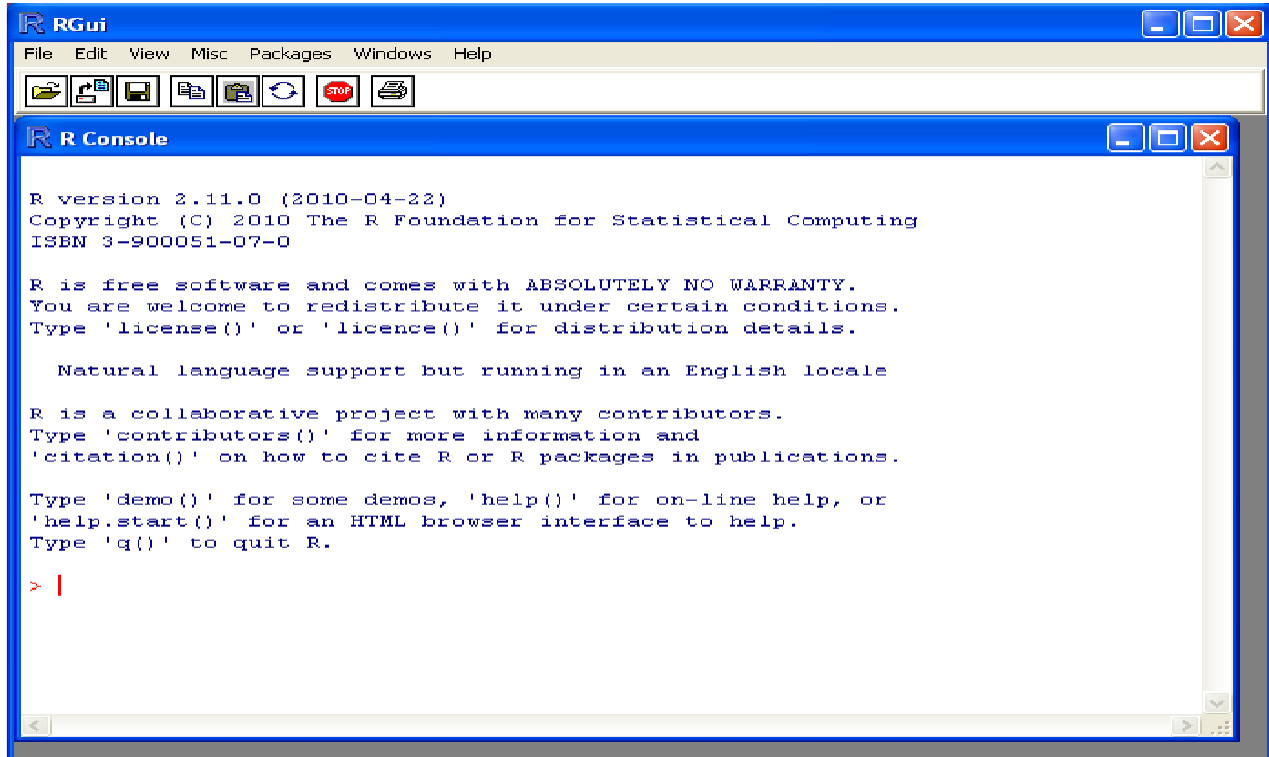 R RGui
File Edit View Misc Packages Windows Help
STOP
R R Console
R version 2.11.0 (2010-04-22)
Copyright (C) 2010 The R Foundation for Statistical Computing
ISBN 3-900051-07-0
R is free software and comes with ABSOLUTELY NO WARRANTY.
You are welcome to redistribute it under certain conditions.
Type 'license()' or 'licence()' for distribution details.
Natural language support but running in an English locale
R is a collaborative project with many contributors.
Type 'contributors()' for more information and
'citation()' on how to cite R or R packages in publications.
Type 'demo()' for some demos, 'help()' for on-line help, or
'help.start()' for an HTML browser interface to help.
Type 'q()' to quit R.
>